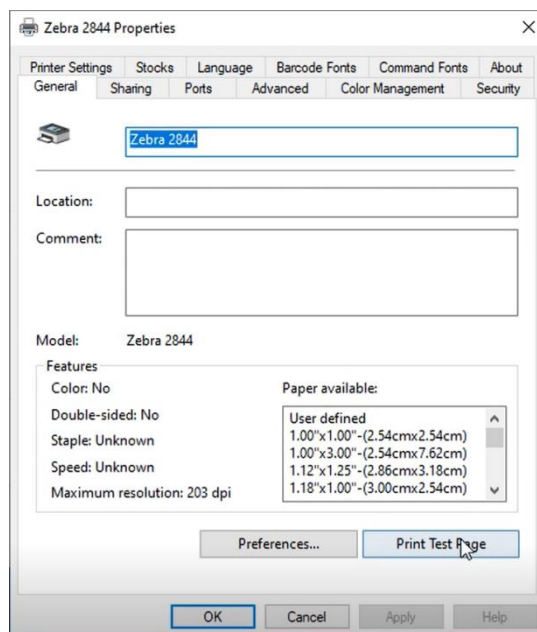 Zebra 2844 Properties
Printer Settings Stocks Language Barcode Fonts Command Fonts About
General Sharing Ports Advanced Color Management Security
Zebra 2844
Location:
Comment:
Model: Zebra 2844
Features
Color: No
Double-sided: No
Staple: Unknown
Speed: Unknown
Maximum resolution: 203 dpi
Paper available:
User defined
1.00"x1.00"-(2.54cmx2.54cm)
1.00"x3.00"-(2.54cmx7.62cm)
1.12"x1.25"-(2.86cmx3.18cm)
1.18"x1.00"-(3.00cmx2.54cm)
Preferences... Print Test Page
OK Cancel Apply Help